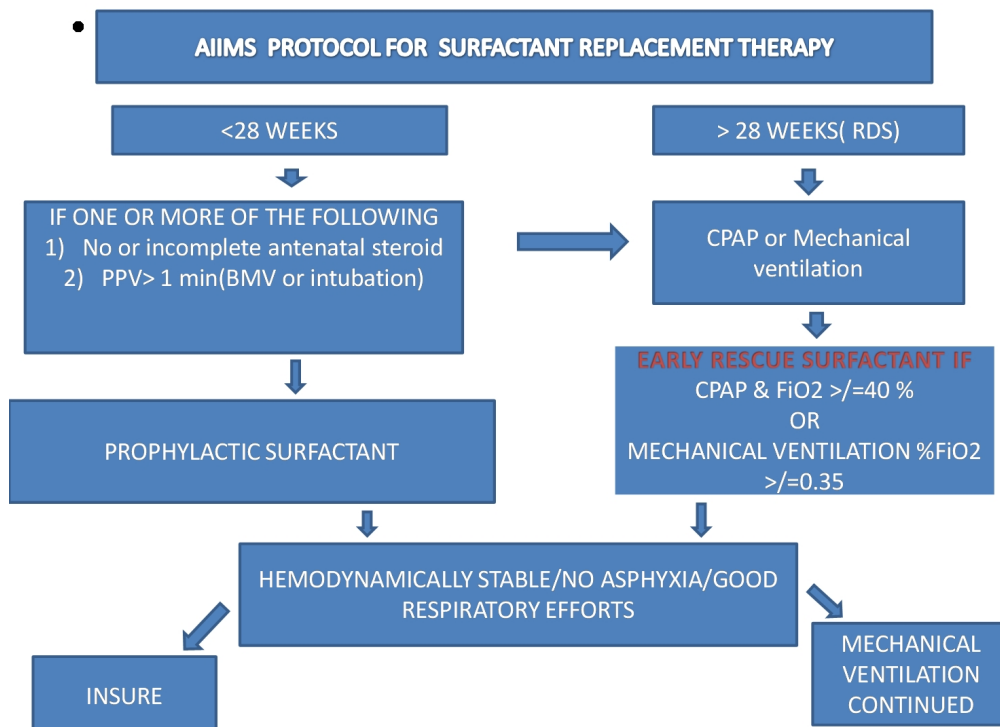 AIIMS PROTOCOL FOR SURFACTANT REPLACEMENT THERAPY
<28 WEEKS
> 28 WEEKS( RDS)
IF ONE OR MORE OF THE FOLLOWING
1) No or incomplete antenatal steroid
2) PPV> 1 min(BMV or intubation)
CPAP or Mechanical
ventilation
EARLY RESCUE SURFACTANT IF
CPAP & FiO2 >/=40 %
OR
MECHANICAL VENTILATION %FiO2
>/=0.35
PROPHYLACTIC SURFACTANT
HEMODYNAMICALLY STABLE/NO ASPHYXIA/GOOD
RESPIRATORY EFFORTS
INSURE
MECHANICAL
VENTILATION
CONTINUED